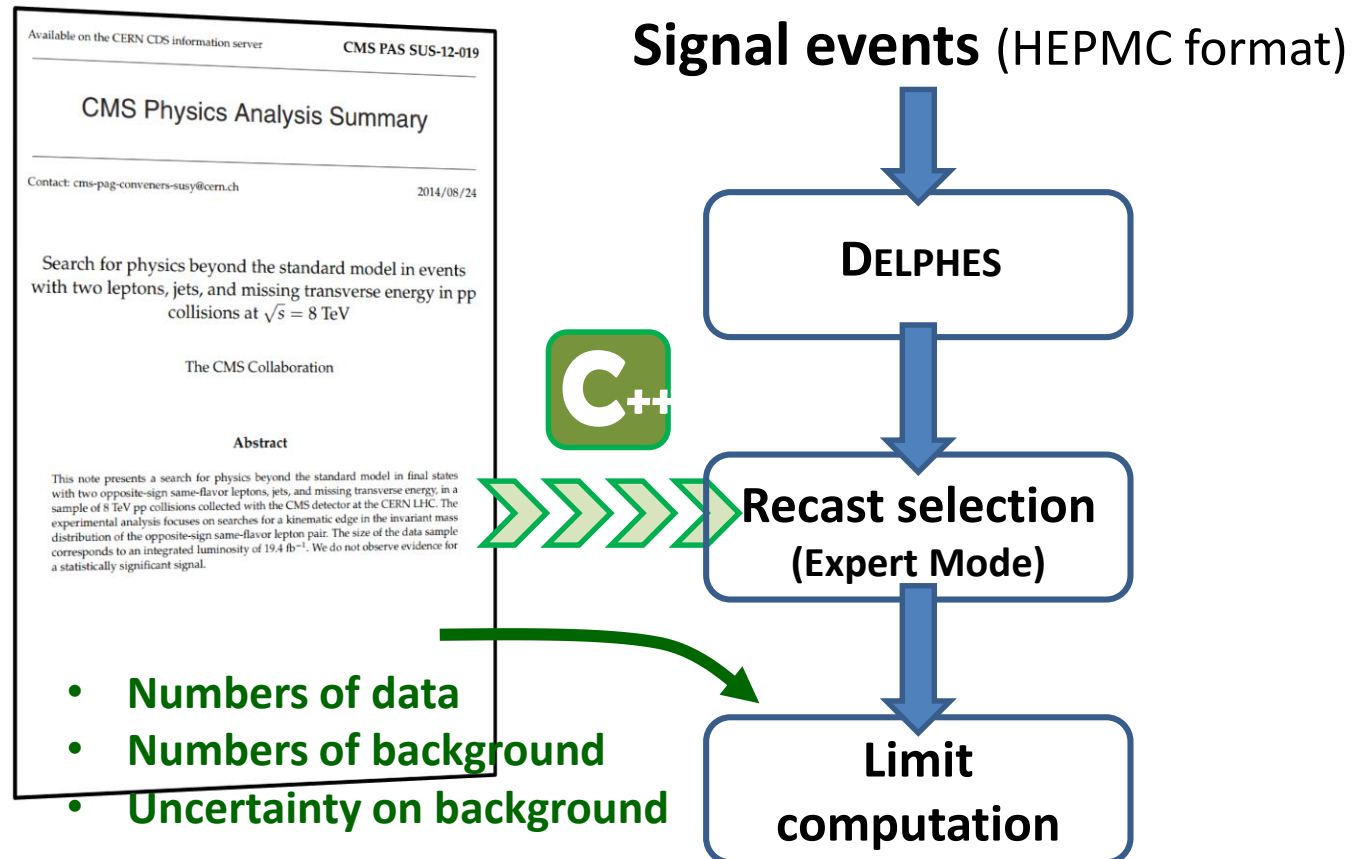 Available on the CERN CDS information server
CMS PAS SUS-12-019
CMS Physics Analysis Summary
Contact: cms-pag-conveners-susy@cern.ch
2014/08/24
Search for physics beyond the standard model in events
with two leptons, jets, and missing transverse energy in pp
collisions at √s = 8 TeV
The CMS Collaboration
Abstract
This note presents a search for physics beyond the standard model in final states
with two opposite-sign same-flavor leptons, jets, and missing transverse energy, in a
sample of 8 TeV pp collisions collected with the CMS detector at the CERN LHC. The
experimental analysis focuses on searches for a kinematic edge in the invariant mass
distribution of the opposite-sign same-flavor lepton pair. The size of the data sample
corresponds to an integrated luminosity of 19.4 fb⁻¹. We do not observe evidence for
a statistically significant signal.
• Numbers of data
• Numbers of background
• Uncertainty on background
C++
Signal events (HEPMC format)
DELPHES
Recast selection
(Expert Mode)
Limit
computation